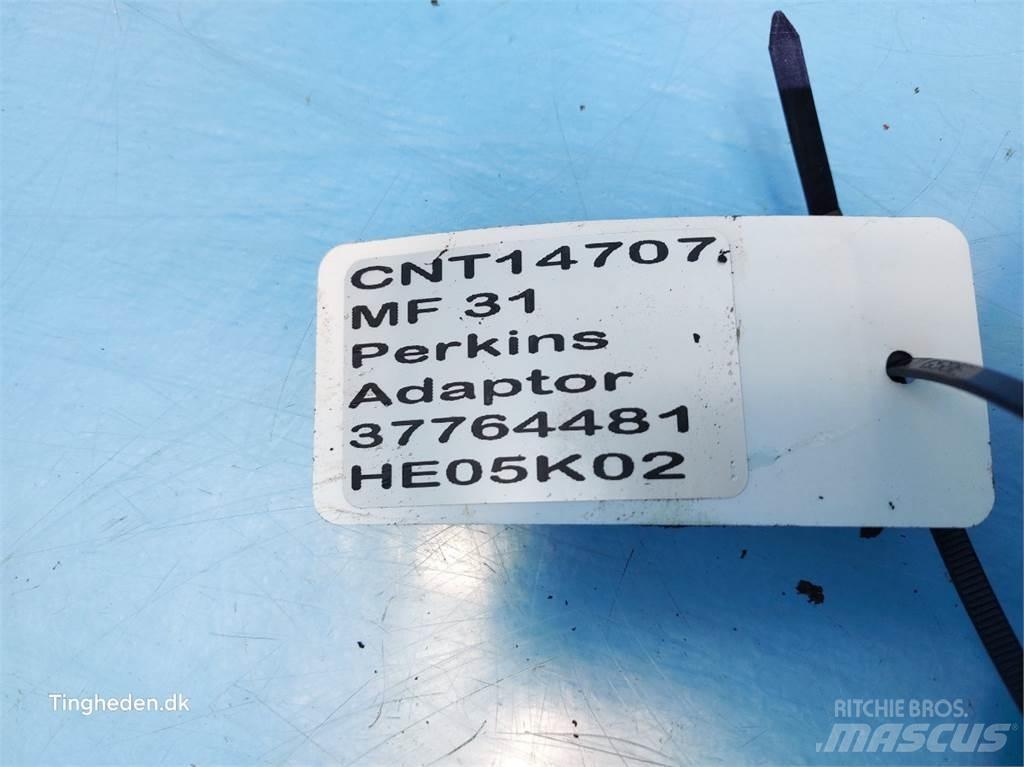 CNT14707
MF 31
Perkins
Adaptor
37764481
HE05K02
Tingheden.dk
RITCHIE BROS.
MASCUS